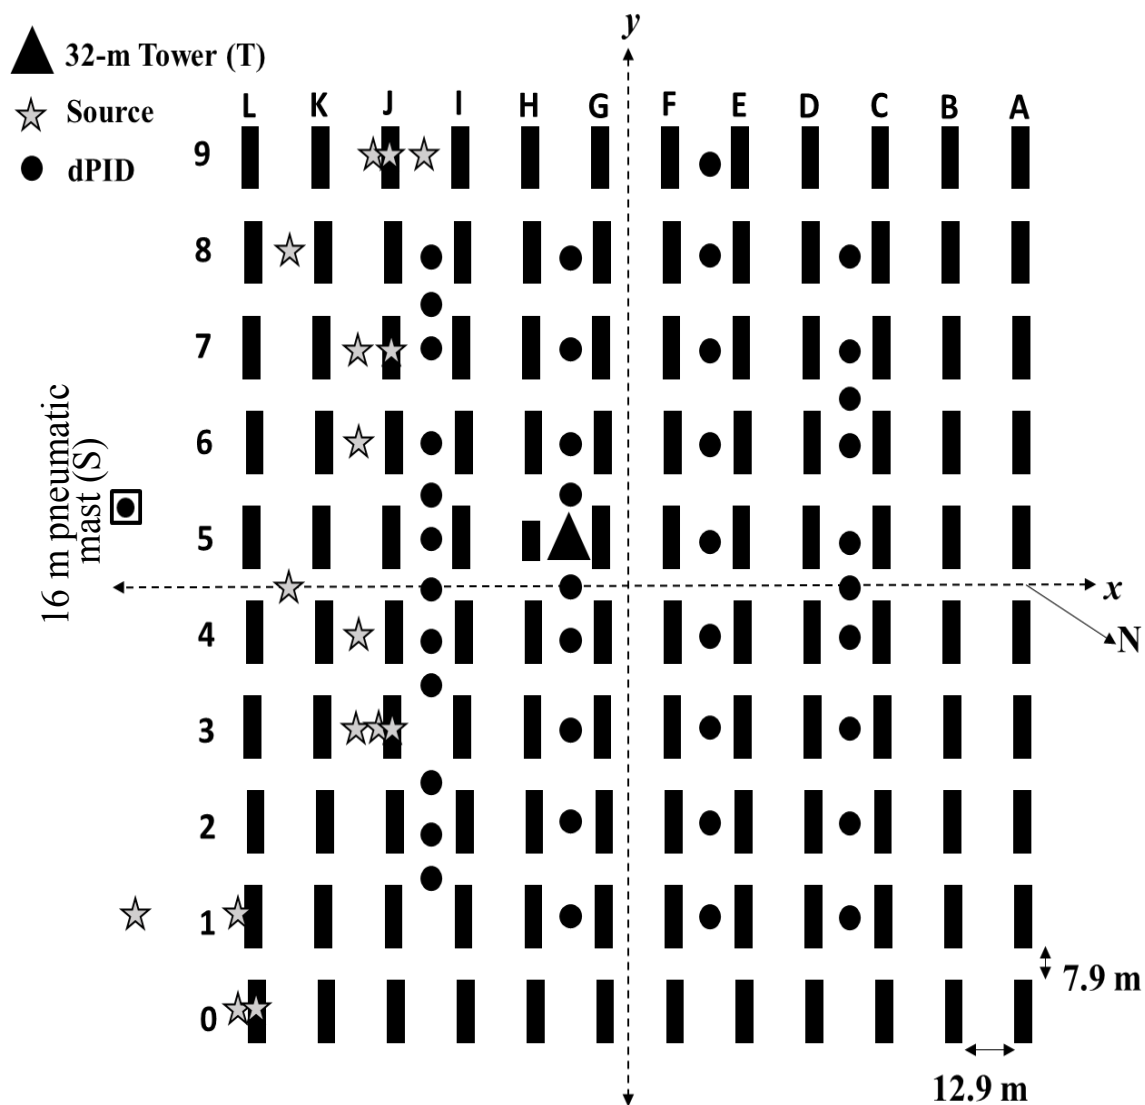 y
32-m Tower (T)
Source
dPID
L K J I H G F E D C B A
9
8
7
6
16 m pneumatic
mast (S)
5
x
4
N
3
2
1
7.9 m
0
12.9 m